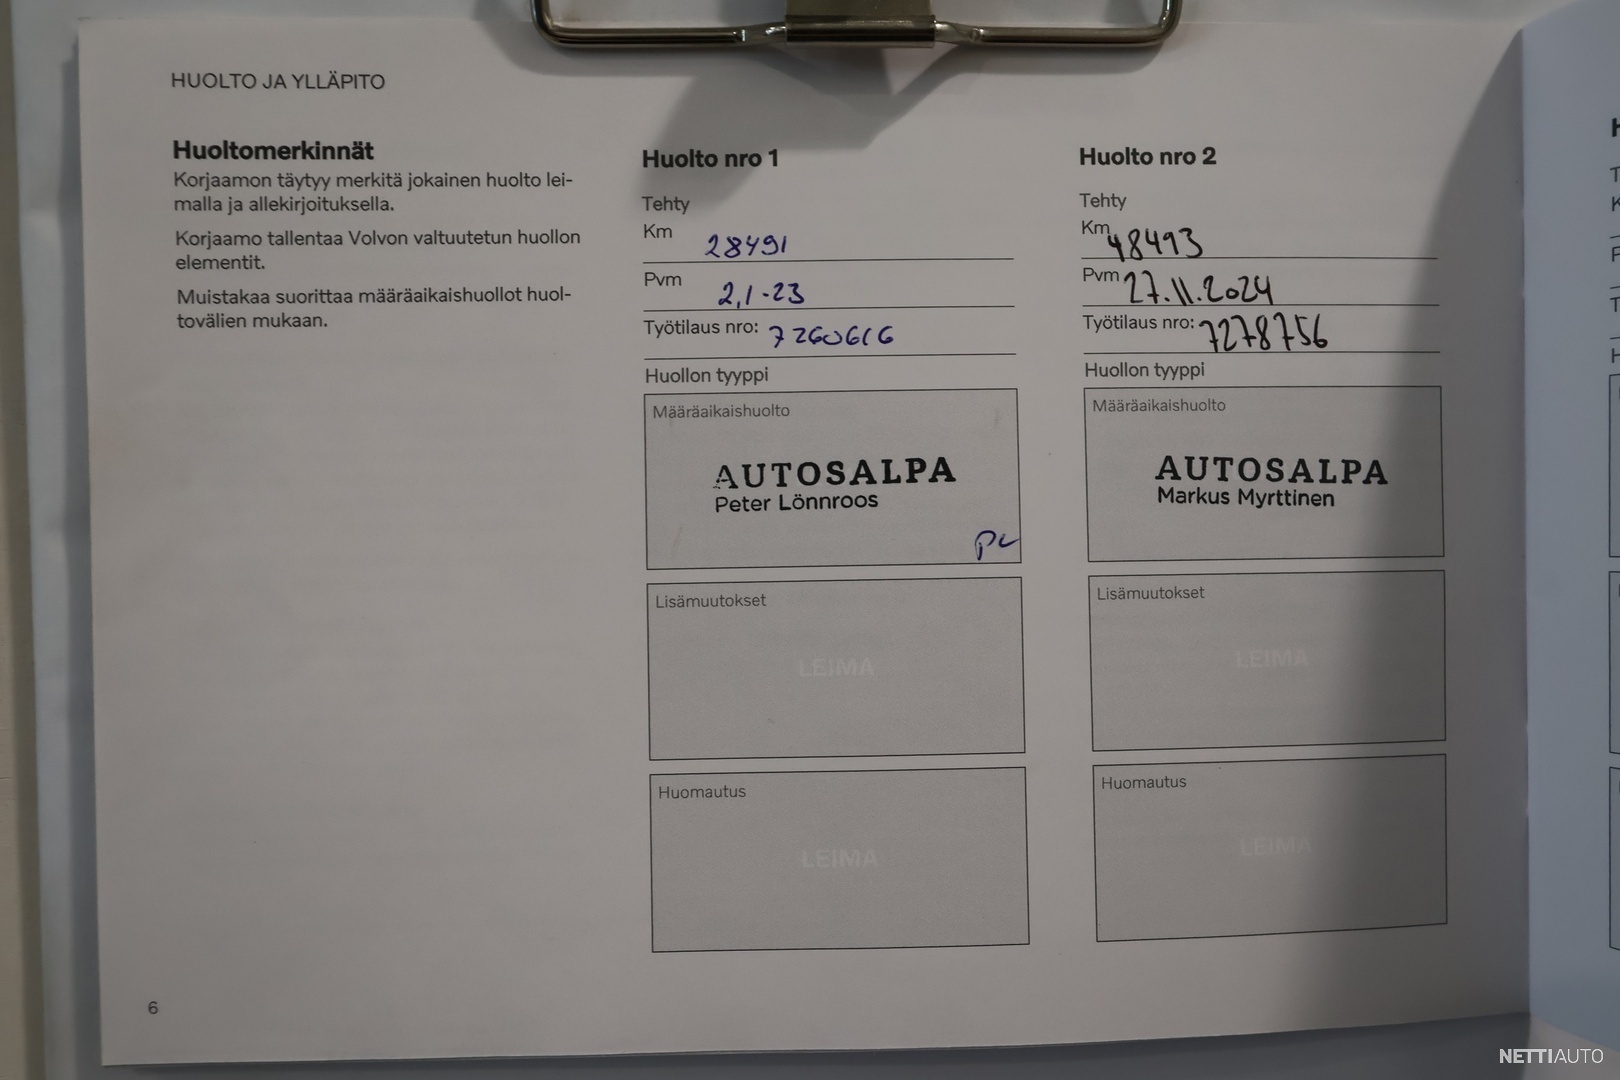 HUOLTO JA YLLÄPITO
Huoltomerkinnät
Korjaamon täytyy merkitä jokainen huolto lei-
malla ja allekirjoituksella.
Korjaamo tallentaa Volvon valtuutetun huollon
elementit.
Muistakaa suorittaa määräaikaishuollot huol-
tovälien mukaan.
Huolto nro 1
Tehty
Km 28491
Pvm 2,1-23
Työtilaus nro: 7260616
Huollon tyyppi
Määräaikaishuolto
AUTOSALPA
Peter Lönnroos
PL
Lisämuutokset
LEIMA
Huomautus
LEIMA
Huolto nro 2
Tehty
Km 48493
Pvm 27.11.2024
Työtilaus nro: 7278756
Huollon tyyppi
Määräaikaishuolto
AUTOSALPA
Markus Myrttinen
Lisämuutokset
LEIMA
Huomautus
LEIMA
6
NETTIAUTO